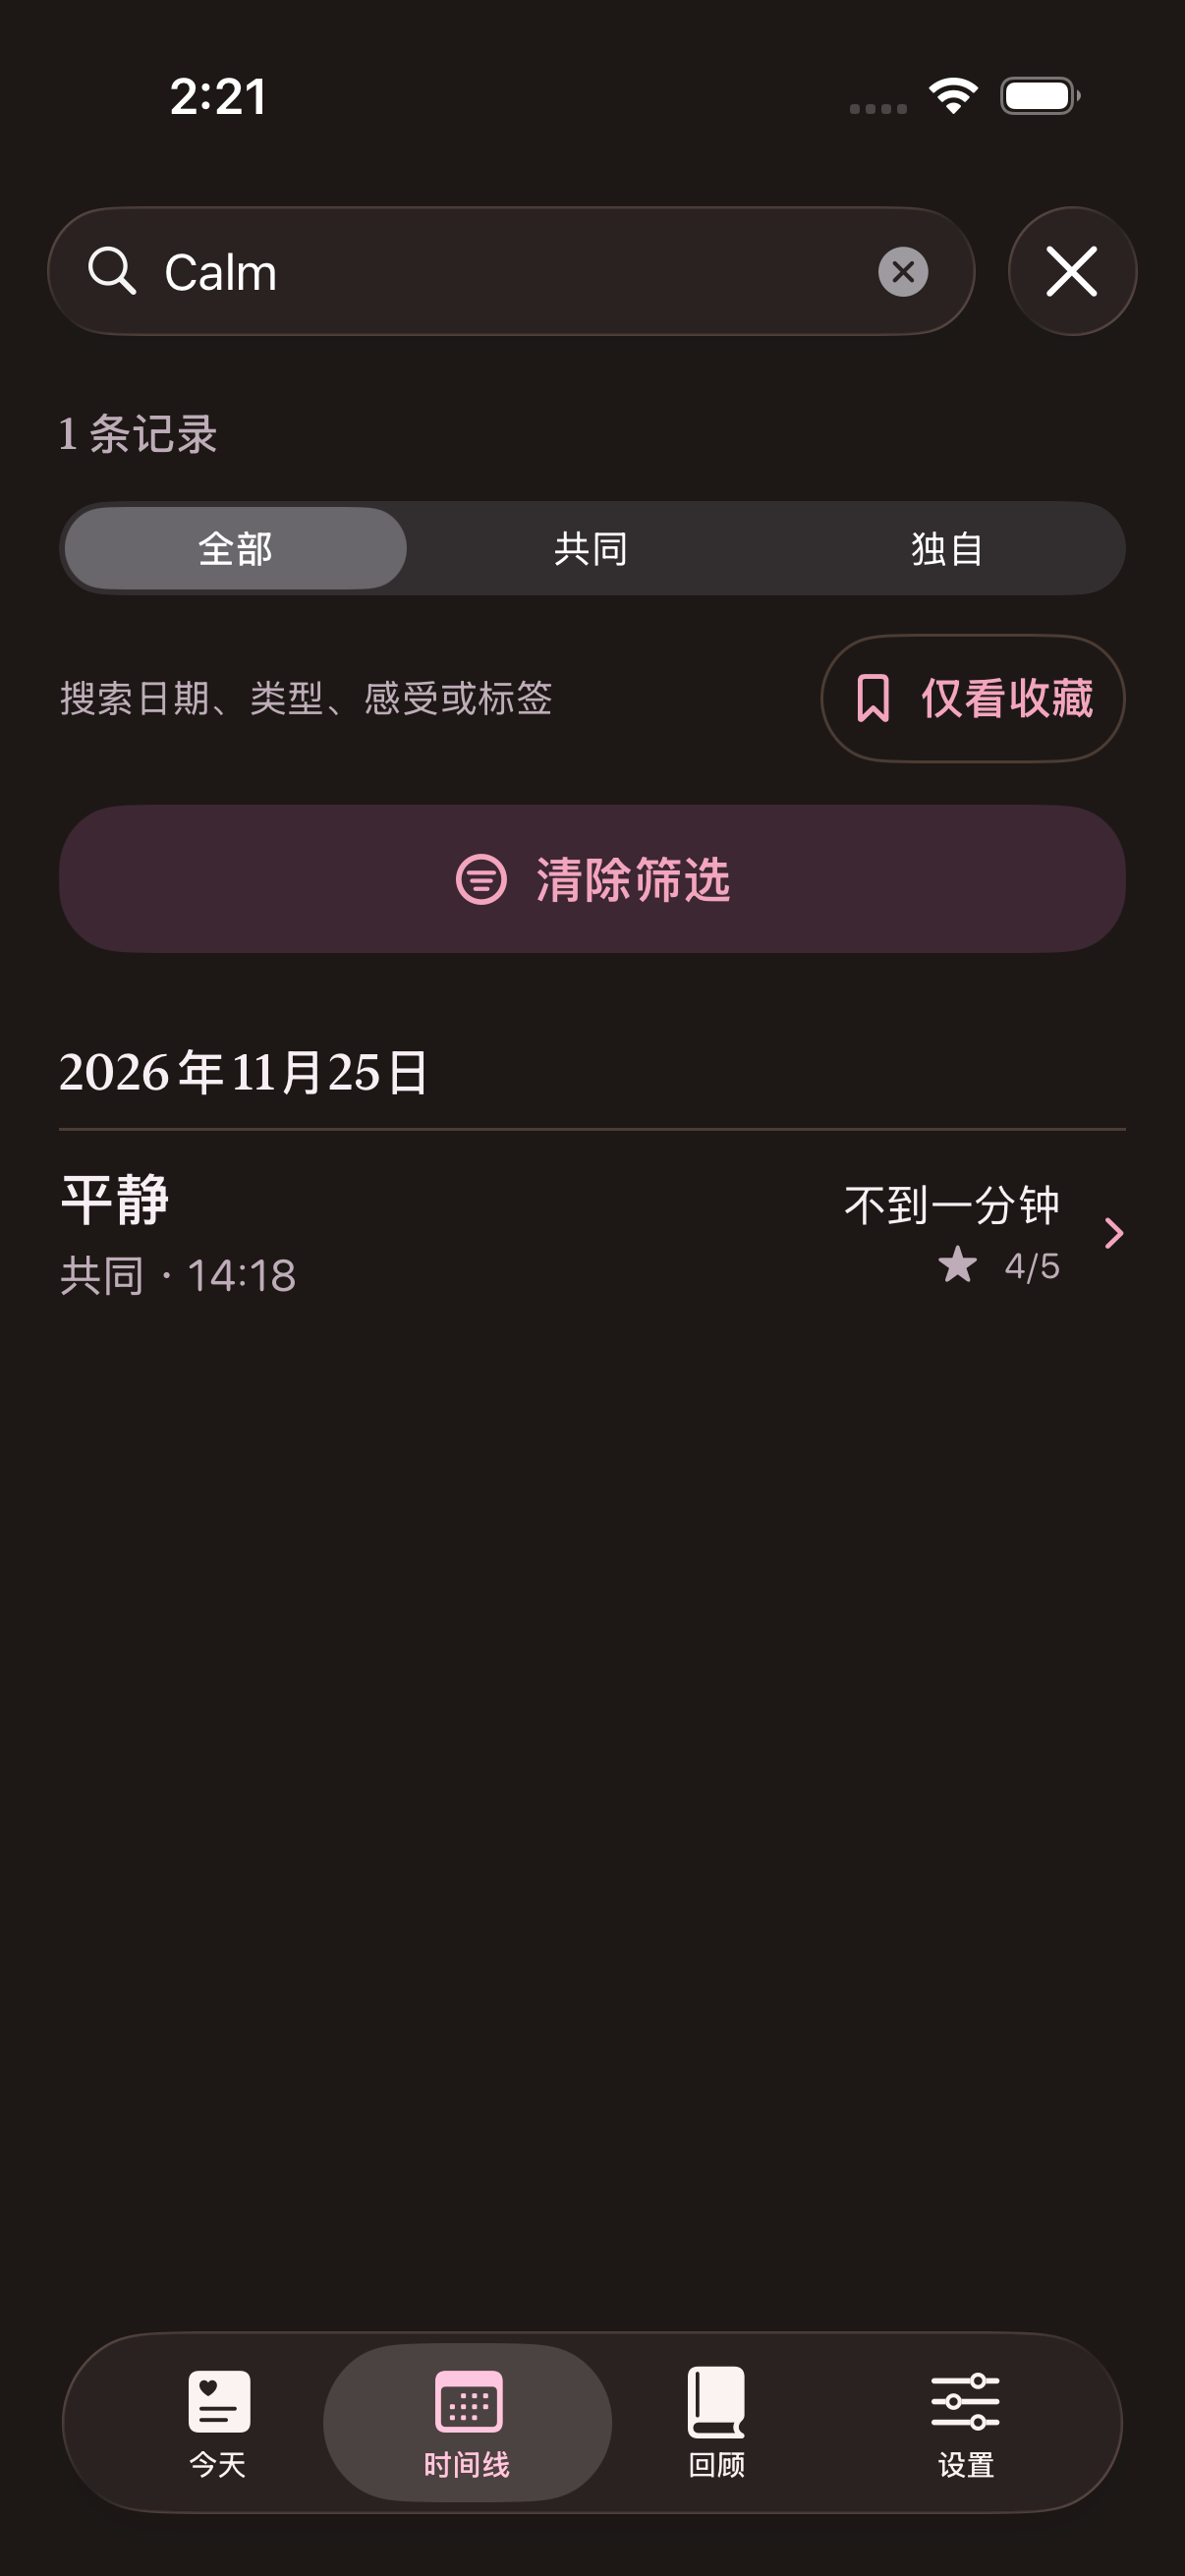 2:21
Calm
1 条记录
全部 共同 独自
搜索日期、类型、感受或标签 仅看收藏
清除筛选
2026年11月25日
平静 不到一分钟
共同 · 14:18 4/5
今天 时间线 回顾 设置